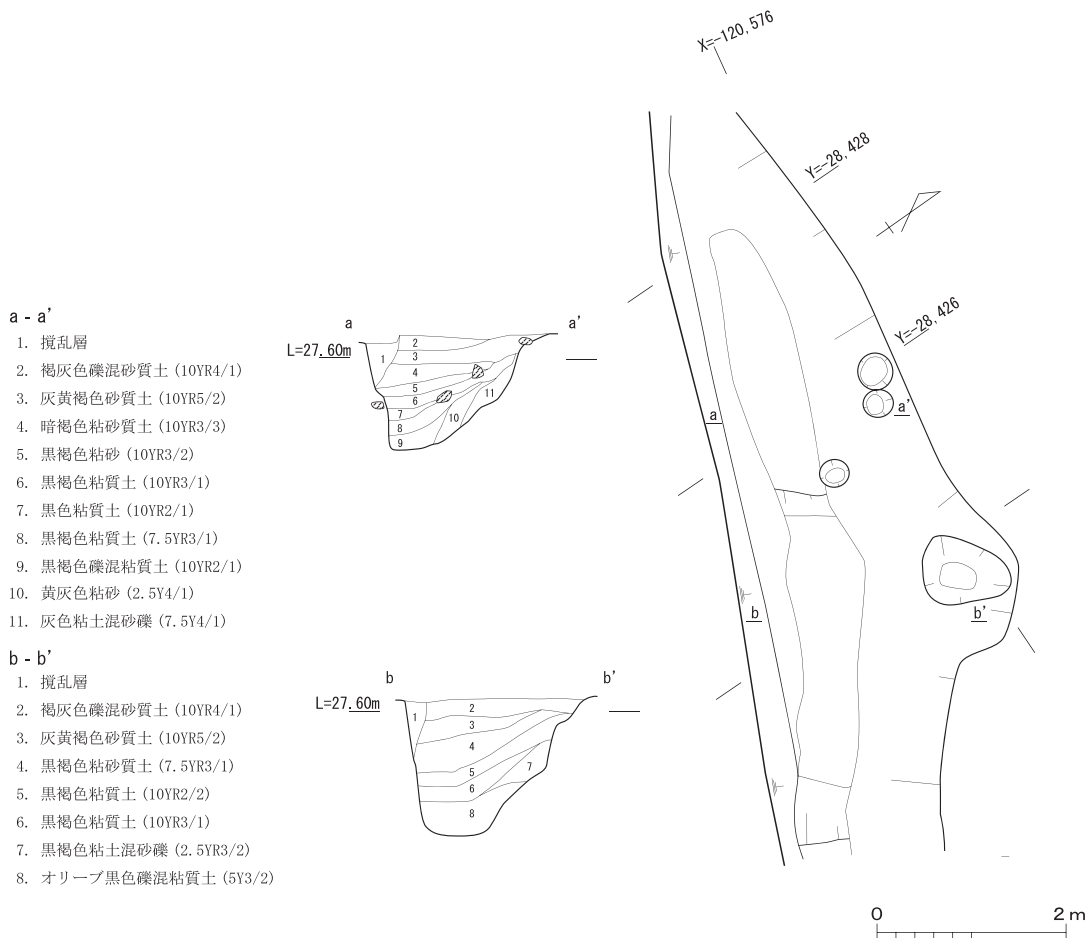 a - a’
1. 撹乱層
2. 褐灰色礫混砂質土 (10YR4/1)
3. 灰黄褐色砂質土 (10YR5/2)
4. 暗褐色粘砂質土 (10YR3/3)
5. 黒褐色粘砂 (10YR3/2)
6. 黒褐色粘質土 (10YR3/1)
7. 黒色粘質土 (10YR2/1)
8. 黒褐色粘質土 (7.5YR3/1)
9. 黒褐色礫混粘質土 (10YR2/1)
10. 黄灰色粘砂 (2.5Y4/1)
11. 灰色粘土混砂礫 (7.5Y4/1)
b - b’
1. 撹乱層
2. 褐灰色礫混砂質土 (10YR4/1)
3. 灰黄褐色砂質土 (10YR5/2)
4. 黒褐色粘砂質土 (7.5YR3/1)
5. 黒褐色粘質土 (10YR2/2)
6. 黒褐色粘質土 (10YR3/1)
7. 黒褐色粘土混砂礫 (2.5YR3/2)
8. オリーブ黒色礫混粘質土 (5Y3/2)
a
a’
L=27.60m
1
2
3
4
5
6
7
8
9
10
11
b
b’
L=27.60m
1
2
3
4
5
6
7
8
X=-120,576
Y=-28,428
Y=-28,426
a
a’
b
b’
0
2 m